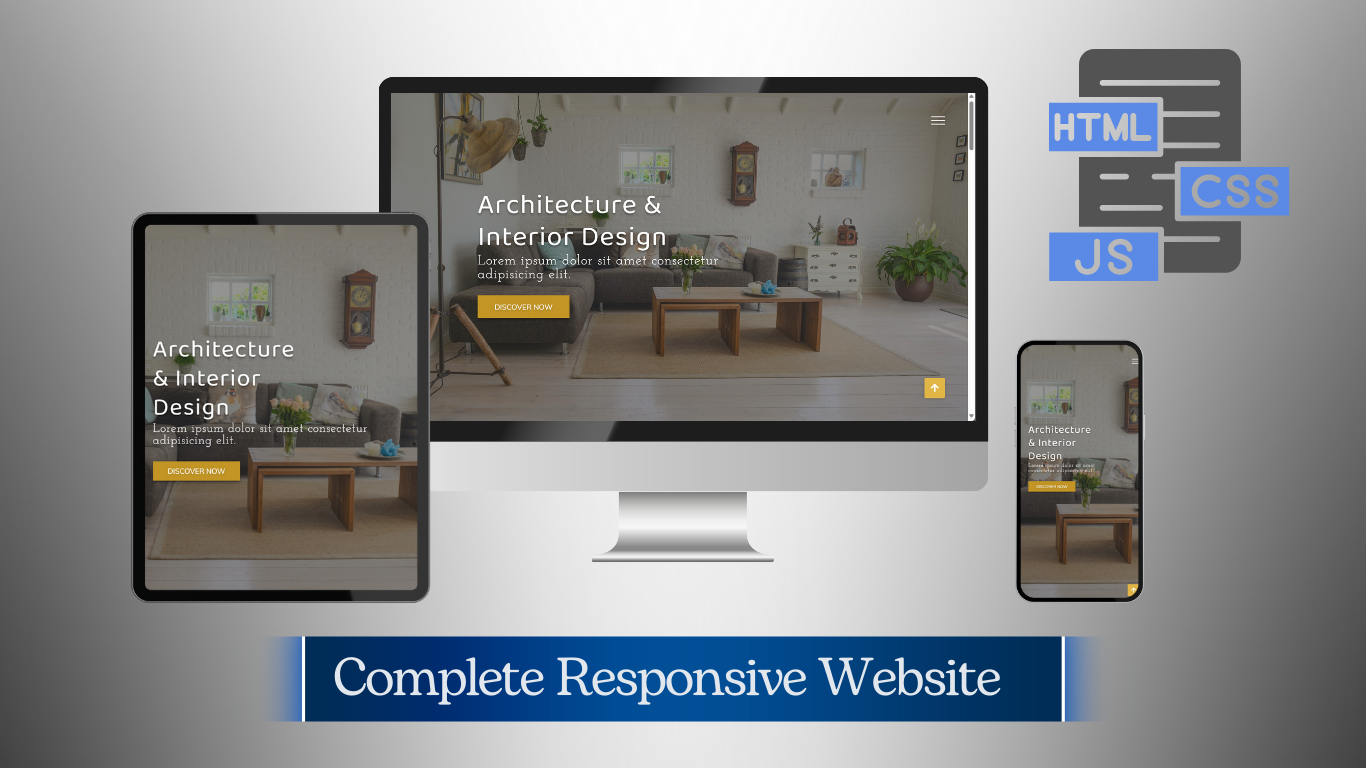 HTML
CSS
JS
Architecture &
Interior Design
Lorem ipsum dolor sit amet consectetur
adipisicing elit.
DISCOVER NOW
Architecture
& Interior
Design
Lorem ipsum dolor sit amet consectetur
adipisicing elit.
DISCOVER NOW
Architecture
& Interior
Design
Lorem ipsum dolor sit amet
consectetur adipisicing elit.
DISCOVER NOW
Complete Responsive Website